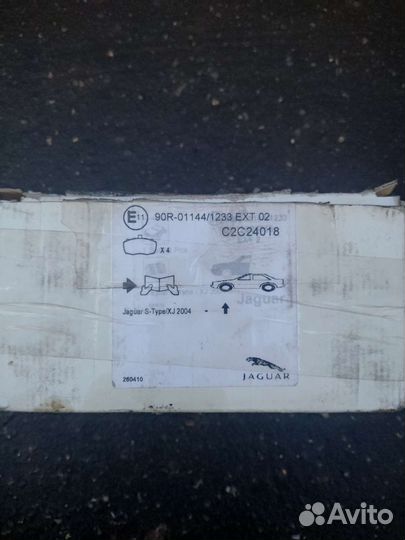 E11 90R-01144/1233 EXT 02
C2C24018
X 4
Jaguar
Jaguar S-Type/XJ 2004 -
260410
JAGUAR
Avito